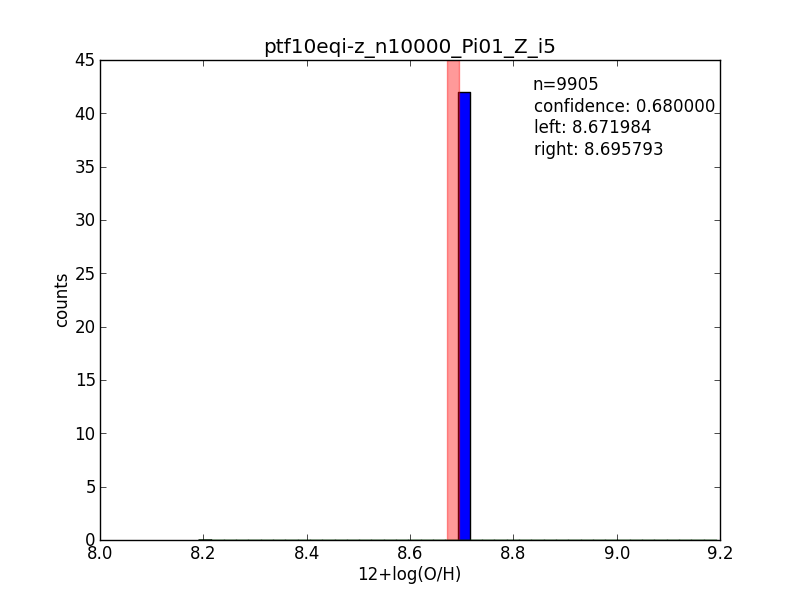 ptf10eqi-z_n10000_Pi01_Z_i5
45
40
35
30
25
20
15
10
5
0
counts
n=9905
confidence: 0.680000
left: 8.671984
right: 8.695793
8.0 8.2 8.4 8.6 8.8 9.0 9.2
12+log(O/H)